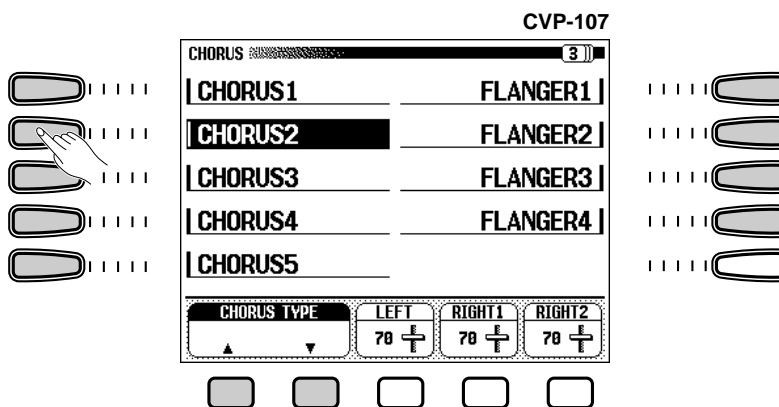 CVP-107
CHORUS 3
CHORUS1 FLANGER1
CHORUS2 FLANGER2
CHORUS3 FLANGER3
CHORUS4 FLANGER4
CHORUS5
CHORUS TYPE LEFT RIGHT1 RIGHT2
▲ ▼ 70 70 70